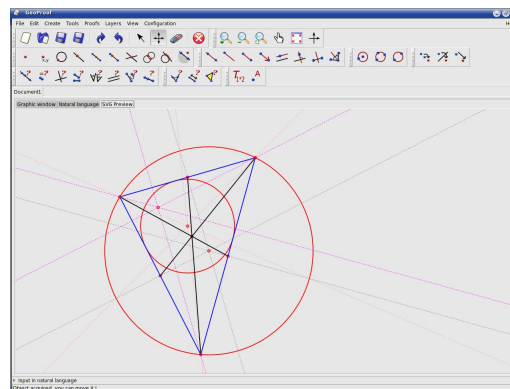 GeoProof
File Edit Create Tools Proofs Layers View Configuration
Document1
Graphic window Natural language SVG Preview
Input in natural language
Object acquired, you can move it !